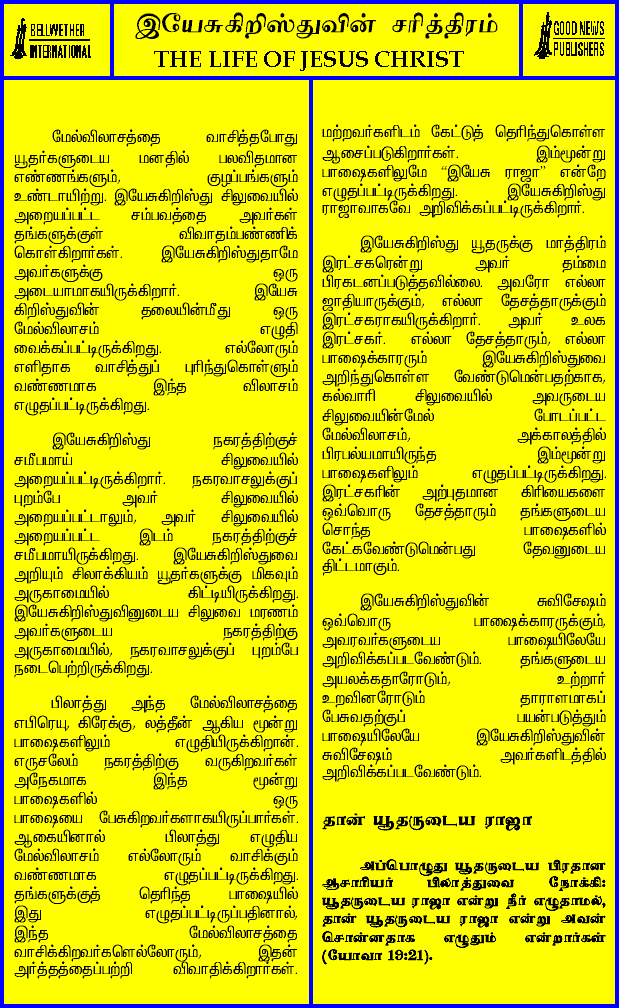 BELLWETHER
INTERNATIONAL
இயேசுகிறிஸ்துவின் சரித்திரம்
THE LIFE OF JESUS CHRIST
GOOD NEWS
PUBLISHERS
மேல்விலாசத்தை வாசித்தபோது
யூதர்களுடைய மனதில் பலவிதமான
எண்ணங்களும், குழப்பங்களும்
உண்டாயிற்று. இயேசுகிறிஸ்து சிலுவையில்
அறையப்பட்ட சம்பவத்தை அவர்கள்
தங்களுக்குள் விவாதம்பண்ணிக்
கொள்கிறார்கள். இயேசுகிறிஸ்துதாமே
அவர்களுக்கு ஒரு
அடையாமாகயிருக்கிறார். இயேசு
கிறிஸ்துவின் தலையின்மீது ஒரு
மேல்விலாசம் எழுதி
வைக்கப்பட்டிருக்கிறது. எல்லோரும்
எளிதாக வாசித்துப் புரிந்துகொள்ளும்
வண்ணமாக இந்த விலாசம்
எழுதப்பட்டிருக்கிறது.
இயேசுகிறிஸ்து நகரத்திற்குச்
சமீபமாய் சிலுவையில்
அறையப்பட்டிருக்கிறார். நகரவாசலுக்குப்
புறம்பே அவர் சிலுவையில்
அறையப்பட்டாலும், அவர் சிலுவையில்
அறையப்பட்ட இடம் நகரத்திற்குச்
சமீபமாயிருக்கிறது. இயேசுகிறிஸ்துவை
அறியும் சிலாக்கியம் யூதர்களுக்கு மிகவும்
அருகாமையில் கிட்டியிருக்கிறது.
இயேசுகிறிஸ்துவினுடைய சிலுவை மரணம்
அவர்களுடைய நகரத்திற்கு
அருகாமையில், நகரவாசலுக்குப் புறம்பே
நடைபெற்றிருக்கிறது.
பிலாத்து அந்த மேல்விலாசத்தை
எபிரெயு, கிரேக்கு, லத்தீன் ஆகிய மூன்று
பாஷைகளிலும் எழுதியிருக்கிறான்.
எருசலேம் நகரத்திற்கு வருகிறவர்கள்
அநேகமாக இந்த மூன்று
பாஷைகளில் ஒரு
பாஷையை பேசுகிறவர்களாகயிருப்பார்கள்.
ஆகையினால் பிலாத்து எழுதிய
மேல்விலாசம் எல்லோரும் வாசிக்கும்
வண்ணமாக எழுதப்பட்டிருக்கிறது.
தங்களுக்குத் தெரிந்த பாஷையில்
இது எழுதப்பட்டிருப்பதினால்,
இந்த மேல்விலாசத்தை
வாசிக்கிறவர்களெல்லோரும், இதன்
அர்த்தத்தைப்பற்றி விவாதிக்கிறார்கள்.
மற்றவர்களிடம் கேட்டுத் தெரிந்துகொள்ள
ஆசைப்படுகிறார்கள். இம்மூன்று
பாஷைகளிலுமே "இயேசு ராஜா" என்றே
எழுதப்பட்டிருக்கிறது. இயேசுகிறிஸ்து
ராஜாவாகவே அறிவிக்கப்படடிருக்கிறார்.
இயேசுகிறிஸ்து யூதருக்கு மாத்திரம்
இரட்சகரென்று அவர் தம்மை
பிரகடனப்படுத்தவில்லை. அவரோ எல்லா
ஜாதியாருக்கும், எல்லா தேசத்தாருக்கும்
இரட்சகராகயிருக்கிறார். அவர் உலக
இரட்சகர். எல்லா தேசத்தாரும், எல்லா
பாஷைக்காரரும் இயேசுகிறிஸ்துவை
அறிந்துகொள்ள வேண்டுமென்பதற்காக,
கல்வாரி சிலுவையில் அவருடைய
சிலுவையின்மேல் போடப்பட்ட
மேல்விலாசம், அக்காலத்தில்
பிரபல்யமாயிருந்த இம்மூன்று
பாஷைகளிலும் எழுதப்பட்டிருக்கிறது.
இரட்சகரின் அற்புதமான கிரியைகளை
ஒவ்வொரு தேசத்தாரும் தங்களுடைய
சொந்த பாஷைகளில்
கேட்கவேண்டுமென்பது தேவனுடைய
திட்டமாகும்.
இயேசுகிறிஸ்துவின் சுவிசேஷம்
ஒவ்வொரு பாஷைக்காரருக்கும்,
அவரவர்களுடைய பாஷையிலேயே
அறிவிக்கப்படவேண்டும். தங்களுடைய
அயலக்கதாரோடும், உற்றார்
உறவினரோடும் தாராளமாகப்
பேசுவதற்குப் பயன்படுத்தும்
பாஷையிலேயே இயேசுகிறிஸ்துவின்
சுவிசேஷம் அவர்களிடத்தில்
அறிவிக்கப்படவேண்டும்.
தான் யூதருடைய ராஜா
அப்பொழுது யூதருடைய பிரதான
ஆசாரியர் பிலாத்துவை நோக்கி:
யூதருடைய ராஜா என்று நீர் எழுதாமல்,
தான் யூதருடைய ராஜா என்று அவன்
சொன்னதாக எழுதும் என்றார்கள்
(யோவா 19:21).